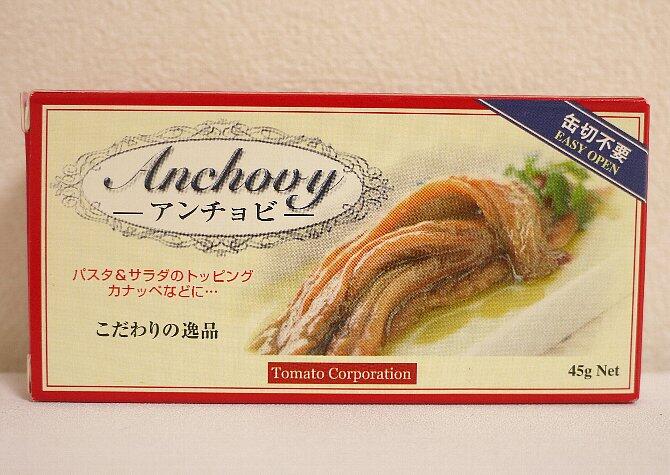 Anchovy
―アンチョビ―
缶切不要
EASY OPEN
パスタ&サラダのトッピング
カナッペなどに…
こだわりの逸品
Tomato Corporation
45g Net